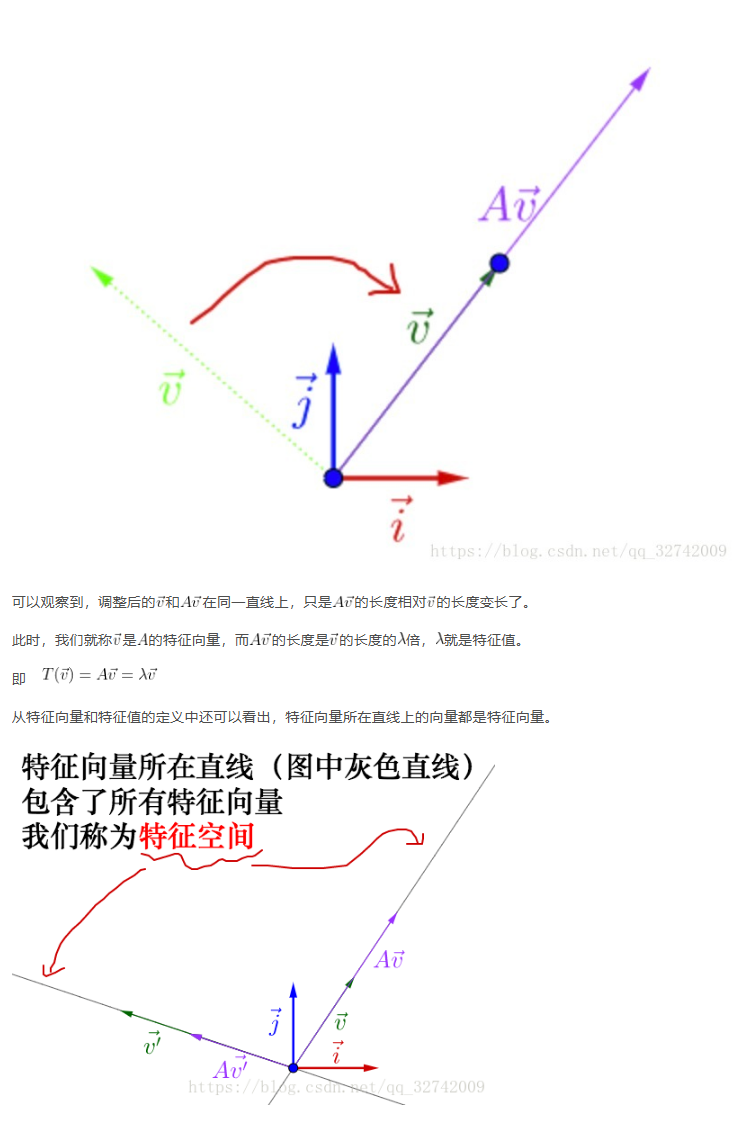 A\vec{v}
\vec{v}
\vec{v}
\vec{j}
\vec{i}
https://blog.csdn.net/qq_32742009
可以观察到，调整后的\vec{v}和A\vec{v}在同一直线上，只是A\vec{v}的长度相对\vec{v}的长度变长了。
此时，我们就称\vec{v}是A的特征向量，而A\vec{v}的长度是\vec{v}的长度的λ倍，λ就是特征值。
即 T(\vec{v}) = A\vec{v} = λ\vec{v}
从特征向量和特征值的定义中还可以看出，特征向量所在直线上的向量都是特征向量。
特征向量所在直线（图中灰色直线）
包含了所有特征向量
我们称为特征空间
A\vec{v}
\vec{j}
\vec{v}
\vec{v'}
\vec{i}
A\vec{v'}
https://blog.csdn.net/qq_32742009